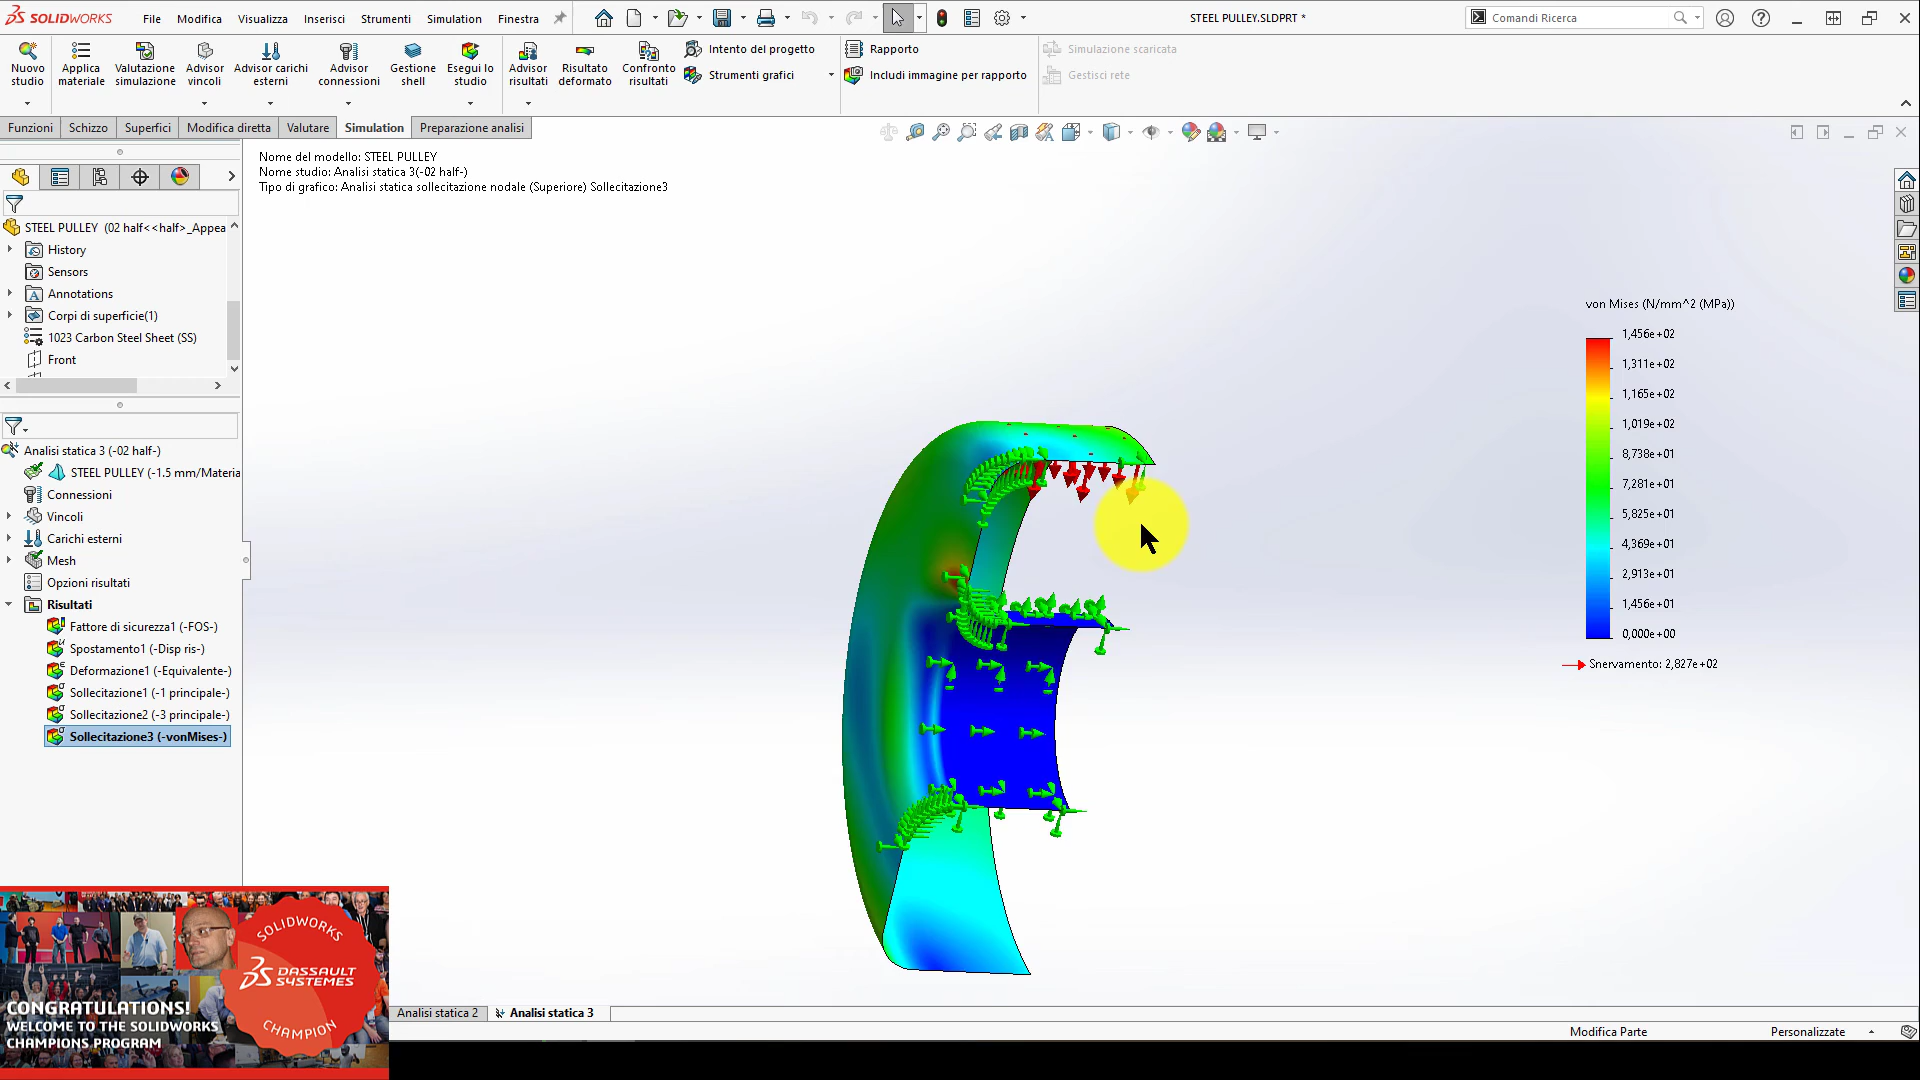 SOLIDWORKS
File
Modifica
Visualizza
Inserisci
Strumenti
Simulation
Finestra
STEEL PULLEY.SLDPRT *
Comandi Ricerca
Nuovo studio
Applica materiale
Valutazione simulazione
Advisor vincoli
Advisor carichi esterni
Advisor connessioni
Gestione shell
Esegui lo studio
Advisor risultati
Risultato deformato
Confronto risultati
Intento del progetto
Strumenti grafici
Rapporto
Includi immagine per rapporto
Simulazione scaricata
Gestisci rete
Funzioni
Schizzo
Superfici
Modifica diretta
Valutare
Simulation
Preparazione analisi
Nome del modello: STEEL PULLEY
Nome studio: Analisi statica 3(-02 half-)
Tipo di grafico: Analisi statica sollecitazione nodale (Superiore) Sollecitazione3
STEEL PULLEY (02 half<<half>_Appea
History
Sensors
Annotations
Corpi di superficie(1)
1023 Carbon Steel Sheet (SS)
Front
Analisi statica 3 (-02 half-)
STEEL PULLEY (-1.5 mm/Materia
Connessioni
Vincoli
Carichi esterni
Mesh
Opzioni risultati
Risultati
Fattore di sicurezza1 (-FOS-)
Spostamento1 (-Disp ris-)
Deformazione1 (-Equivalente-)
Sollecitazione1 (-1 principale-)
Sollecitazione2 (-3 principale-)
Sollecitazione3 (-vonMises-)
von Mises (N/mm^2 (MPa))
1,456e+02
1,311e+02
1,165e+02
1,019e+02
8,738e+01
7,281e+01
5,825e+01
4,369e+01
2,913e+01
1,456e+01
0,000e+00
Snervamento: 2,827e+02
SOLIDWORKS
DASSAULT SYSTEMES
CHAMPION
CONGRATULATIONS!
WELCOME TO THE SOLIDWORKS
CHAMPIONS PROGRAM
Analisi statica 2
Analisi statica 3
Modifica Parte
Personalizzate